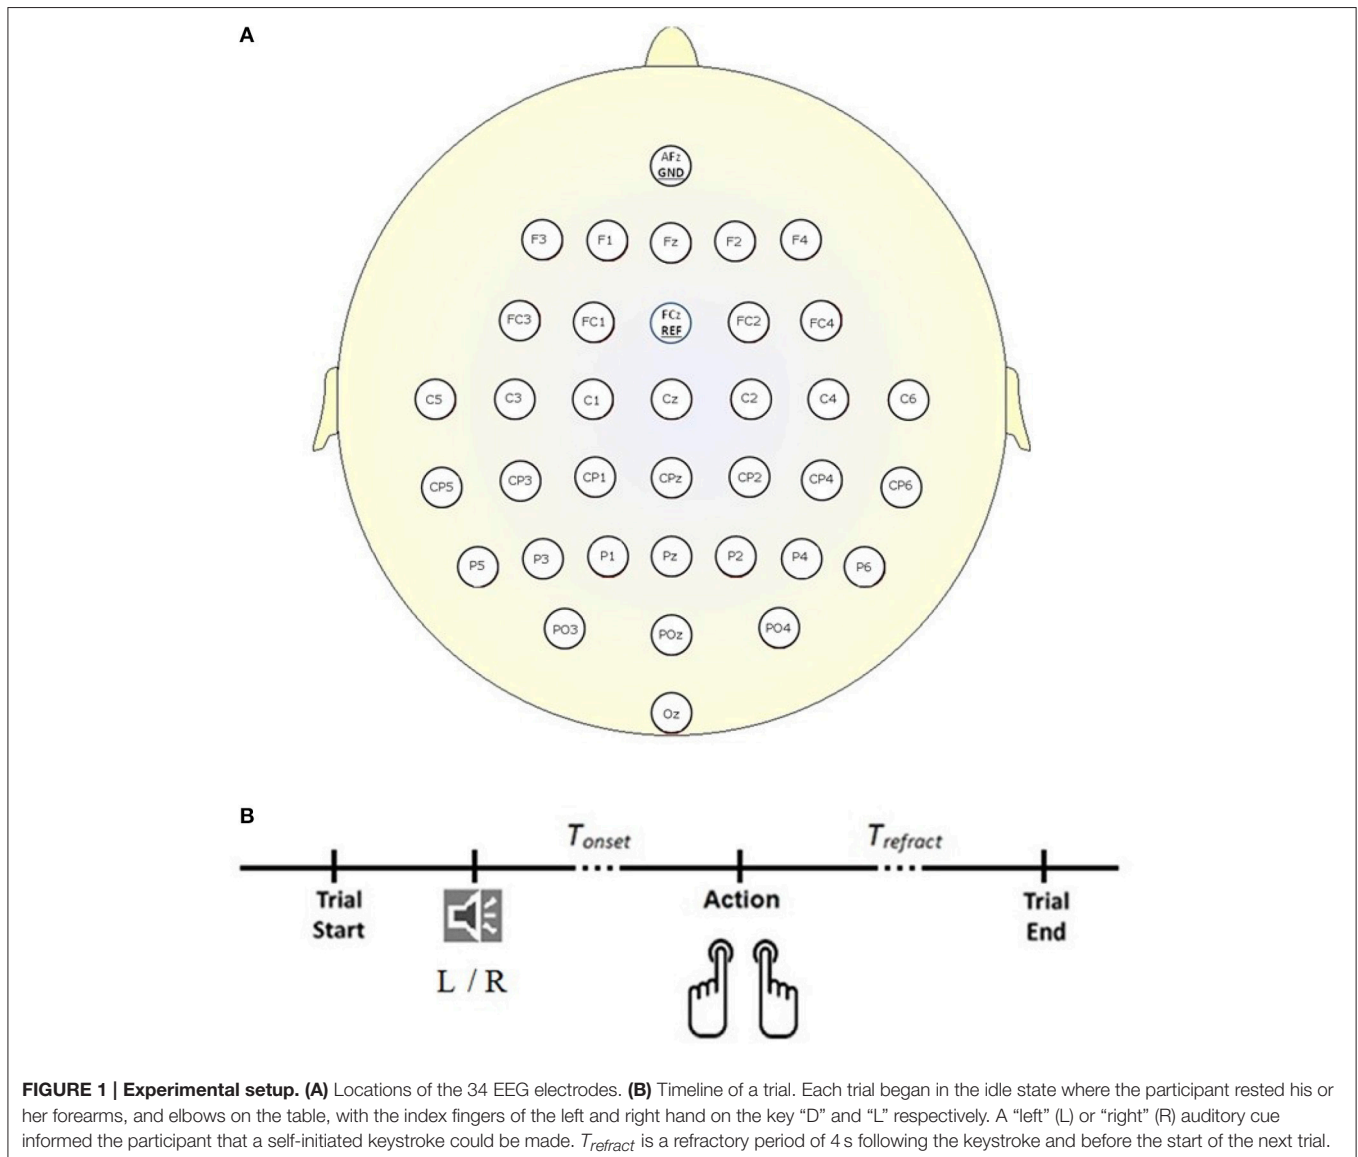 A
AFz
GND
F3 F1 Fz F2 F4
FC3 FC1 FCz REF FC2 FC4
C5 C3 C1 Cz C2 C4 C6
CP5 CP3 CP1 CPz CP2 CP4 CP6
P5 P3 P1 Pz P2 P4 P6
PO3 POz PO4
Oz
B
Tonset Trefract
Trial Start Action Trial End
L / R
FIGURE 1 | Experimental setup. (A) Locations of the 34 EEG electrodes. (B) Timeline of a trial. Each trial began in the idle state where the participant rested his or
her forearms, and elbows on the table, with the index fingers of the left and right hand on the key “D” and “L” respectively. A “left” (L) or “right” (R) auditory cue
informed the participant that a self-initiated keystroke could be made. Trefract is a refractory period of 4 s following the keystroke and before the start of the next trial.